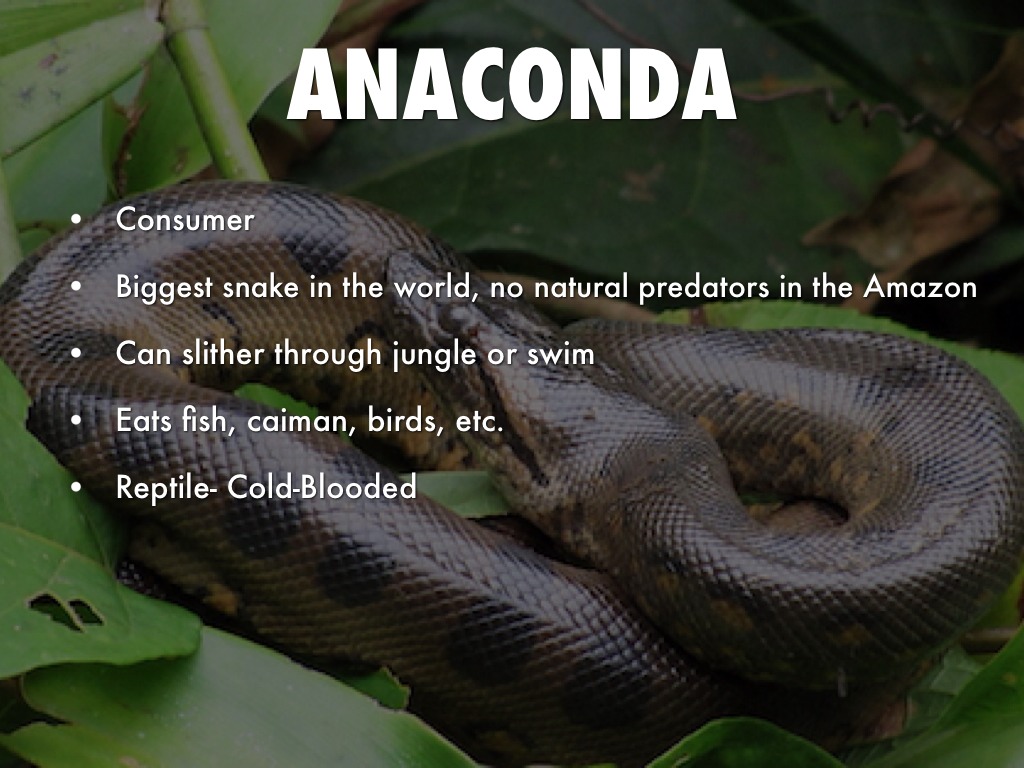 ANACONDA
• Consumer
• Biggest snake in the world, no natural predators in the Amazon
• Can slither through jungle or swim
• Eats fish, caiman, birds, etc.
• Reptile- Cold-Blooded